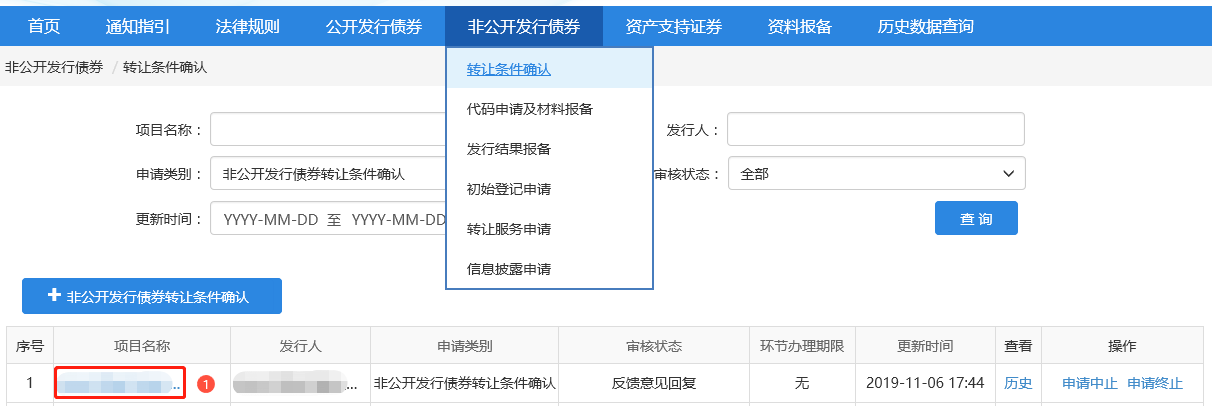 首页 通知指引 法律规则 公开发行债券 非公开发行债券 资产支持证券 资料报备 历史数据查询
非公开发行债券 / 转让条件确认
转让条件确认
代码申请及材料报备
发行结果报备
初始登记申请
转让服务申请
信息披露申请
项目名称： 发行人：
申请类别： 非公开发行债券转让条件确认 审核状态： 全部
更新时间： YYYY-MM-DD 至 YYYY-MM-DD 查询
+ 非公开发行债券转让条件确认
序号 项目名称 发行人 申请类别 审核状态 环节办理期限 更新时间 查看 操作
1 ... 1 ... 非公开发行债券转让条件确认 反馈意见回复 无 2019-11-06 17:44 历史 申请中止 申请终止